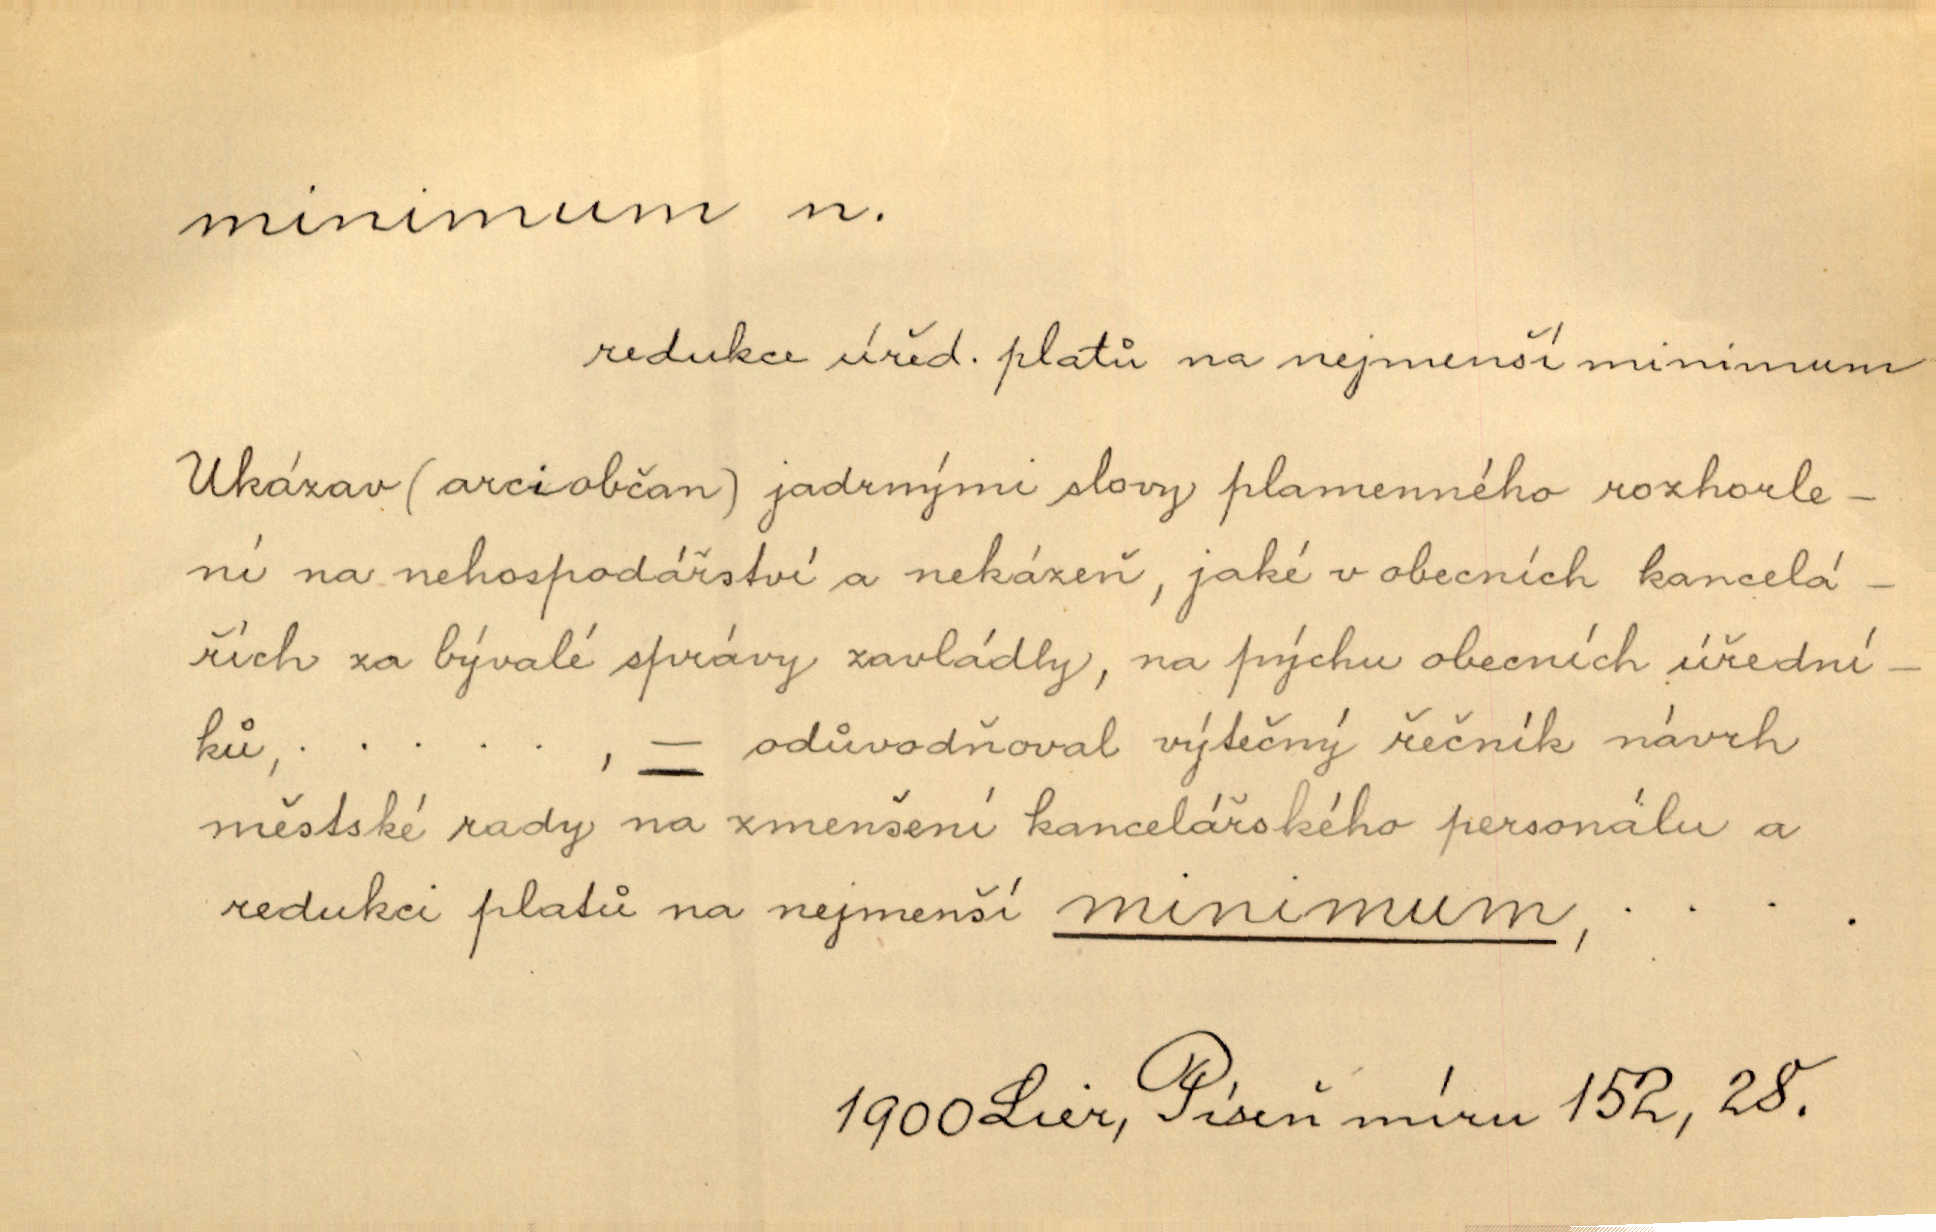 minimum n.
redukce úřed. platů na nejmenší minimum
Ukázav (arciobčan) jadrnými slovy plamenného rozhorle-
ní na nehospodářství a nekázeň, jaké v obecních kancelá-
řích za bývalé správy zavládly, na pýchu obecních úřední-
ků, . . . . . , = odůvodňoval výtečný řečník návrh
městské rady na zmenšení kancelářského personálu a
redukci platů na nejmenší minimum, . . . .
1900 Lier, Píseň míru 152, 28.